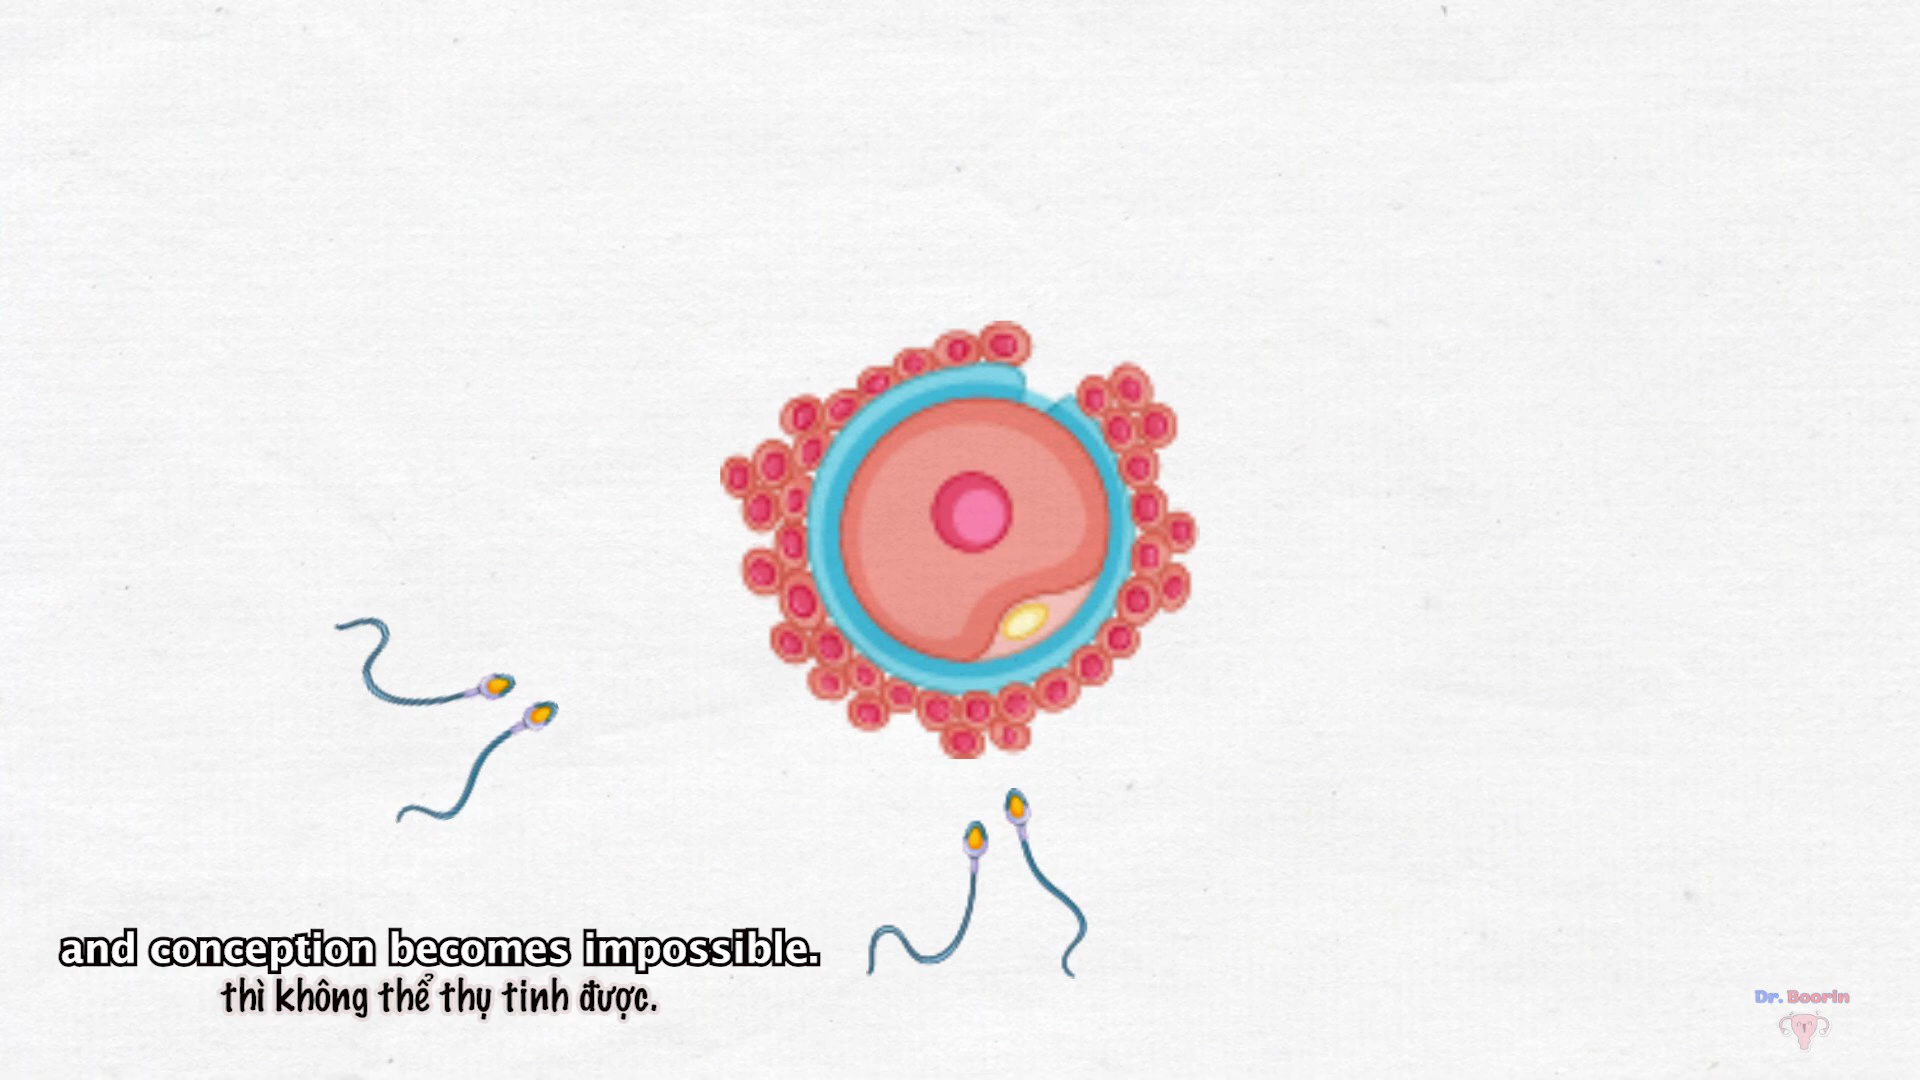 and conception becomes impossible.
thì không thể thụ tinh được.
Dr. Boorin